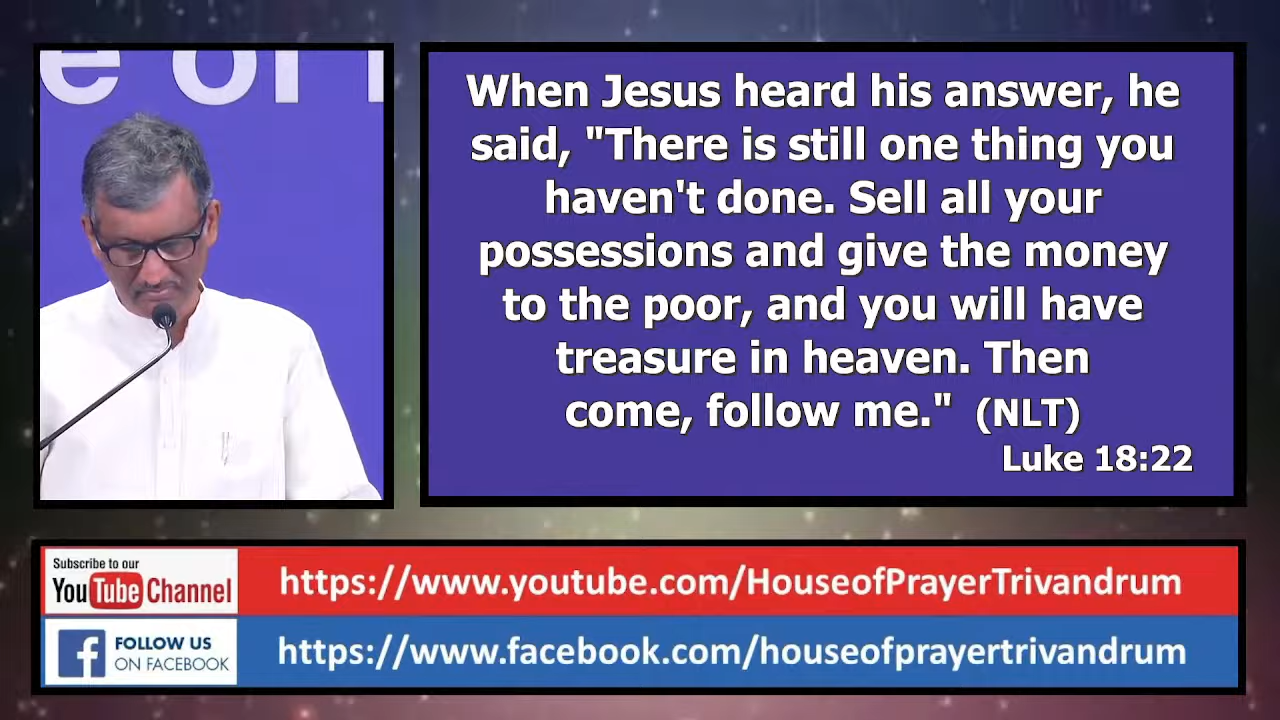 e of
When Jesus heard his answer, he
said, "There is still one thing you
haven't done. Sell all your
possessions and give the money
to the poor, and you will have
treasure in heaven. Then
come, follow me."  (NLT)
Luke 18:22
Subscribe to our
YouTube Channel
https://www.youtube.com/HouseofPrayerTrivandrum
FOLLOW US
ON FACEBOOK
https://www.facebook.com/houseofprayertrivandrum